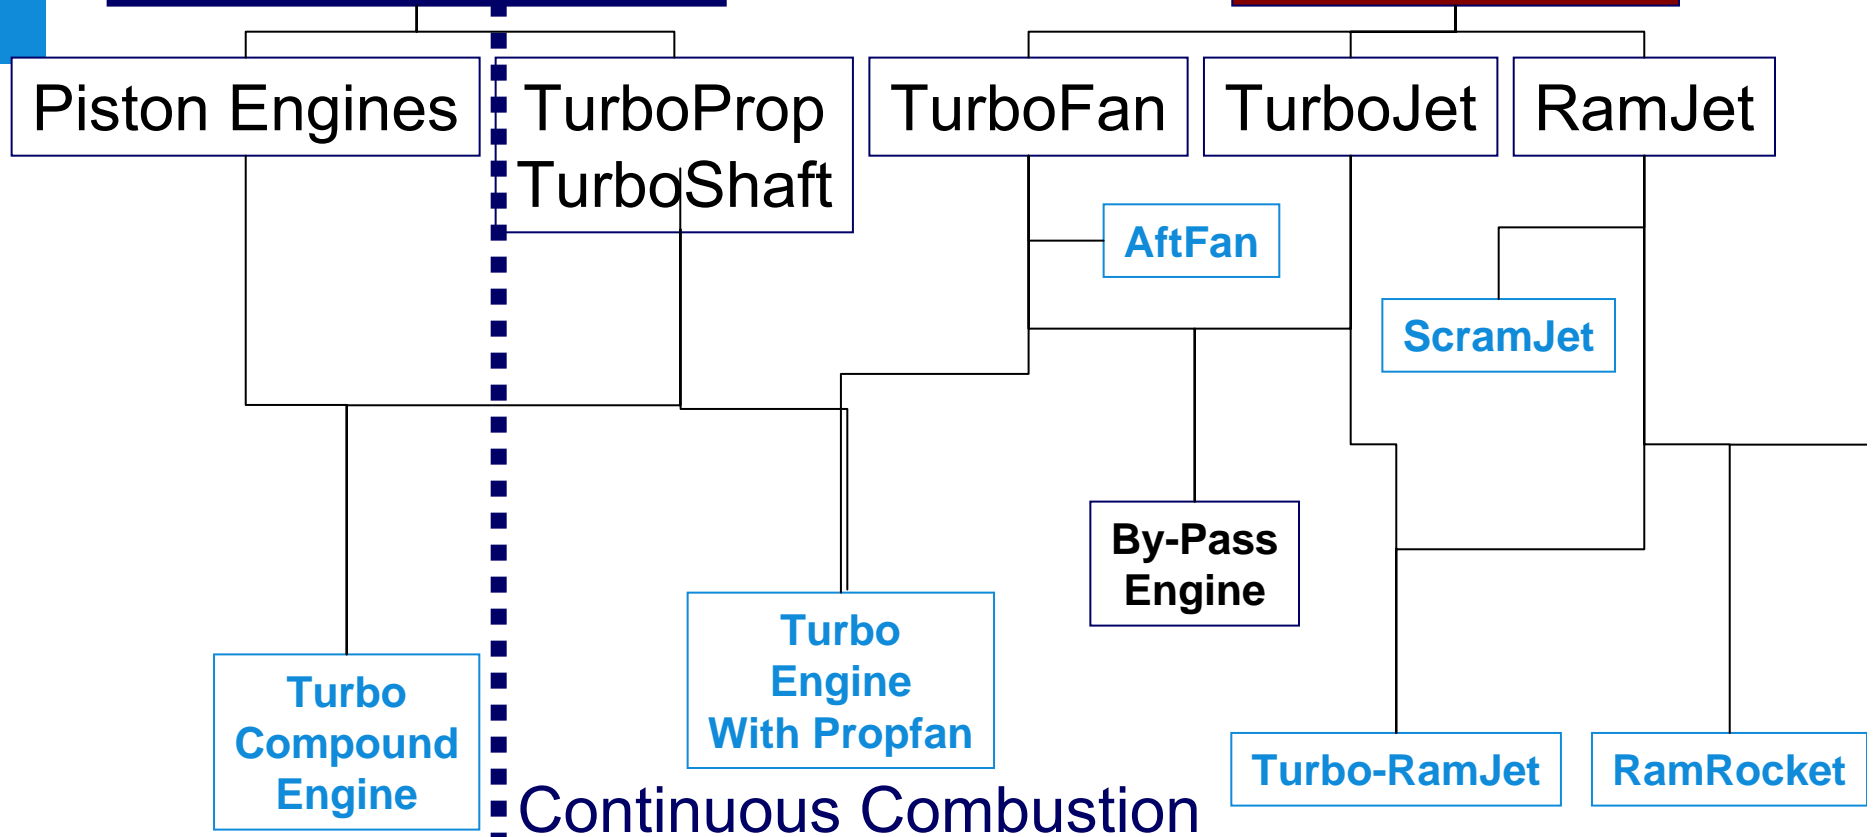 Piston Engines
TurboProp
TurboShaft
TurboFan
TurboJet
RamJet
AftFan
ScramJet
By-Pass
Engine
Turbo
Engine
With Propfan
Turbo
Compound
Engine
Turbo-RamJet
RamRocket
Continuous Combustion